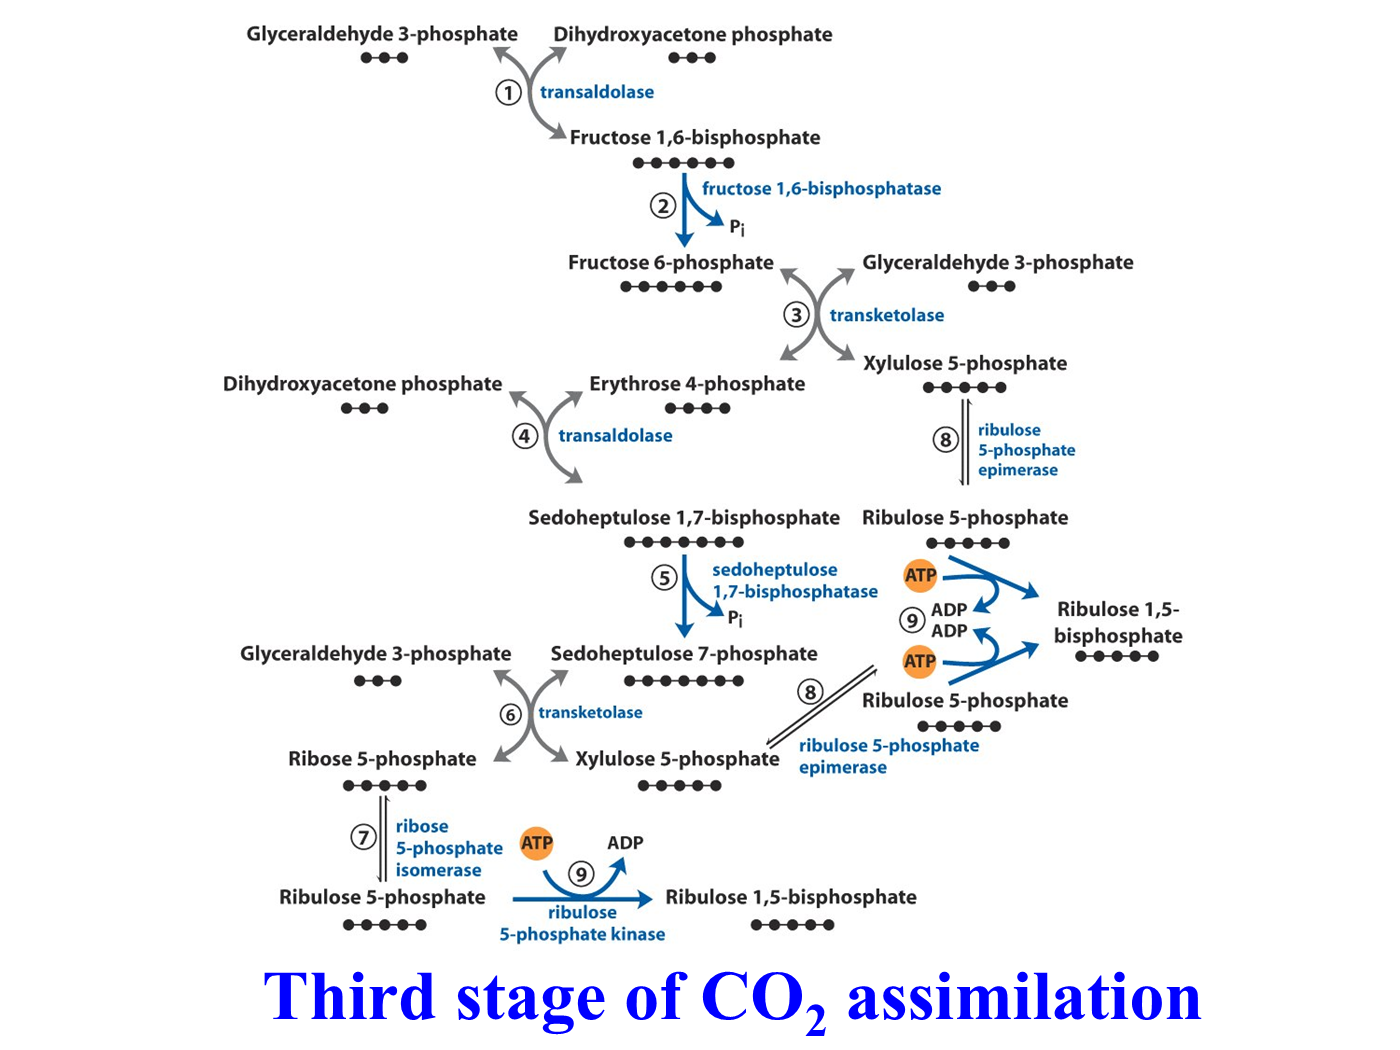 Glyceraldehyde 3-phosphate Dihydroxyacetone phosphate
1 transaldolase
Fructose 1,6-bisphosphate
fructose 1,6-bisphosphatase
2
Pi
Fructose 6-phosphate Glyceraldehyde 3-phosphate
3 transketolase
Xylulose 5-phosphate
Dihydroxyacetone phosphate Erythrose 4-phosphate
4 transaldolase
8 ribulose
5-phosphate
epimerase
Sedoheptulose 1,7-bisphosphate Ribulose 5-phosphate
5 sedoheptulose
1,7-bisphosphatase
Pi
ATP
9 ADP
ADP
ATP
Ribulose 1,5-
bisphosphate
Glyceraldehyde 3-phosphate Sedoheptulose 7-phosphate
Ribulose 5-phosphate
6 transketolase
8
ribulose 5-phosphate
epimerase
Ribose 5-phosphate Xylulose 5-phosphate
7 ribose
5-phosphate
isomerase
ATP ADP
9
Ribulose 5-phosphate Ribulose 1,5-bisphosphate
ribulose
5-phosphate kinase
Third stage of CO2 assimilation